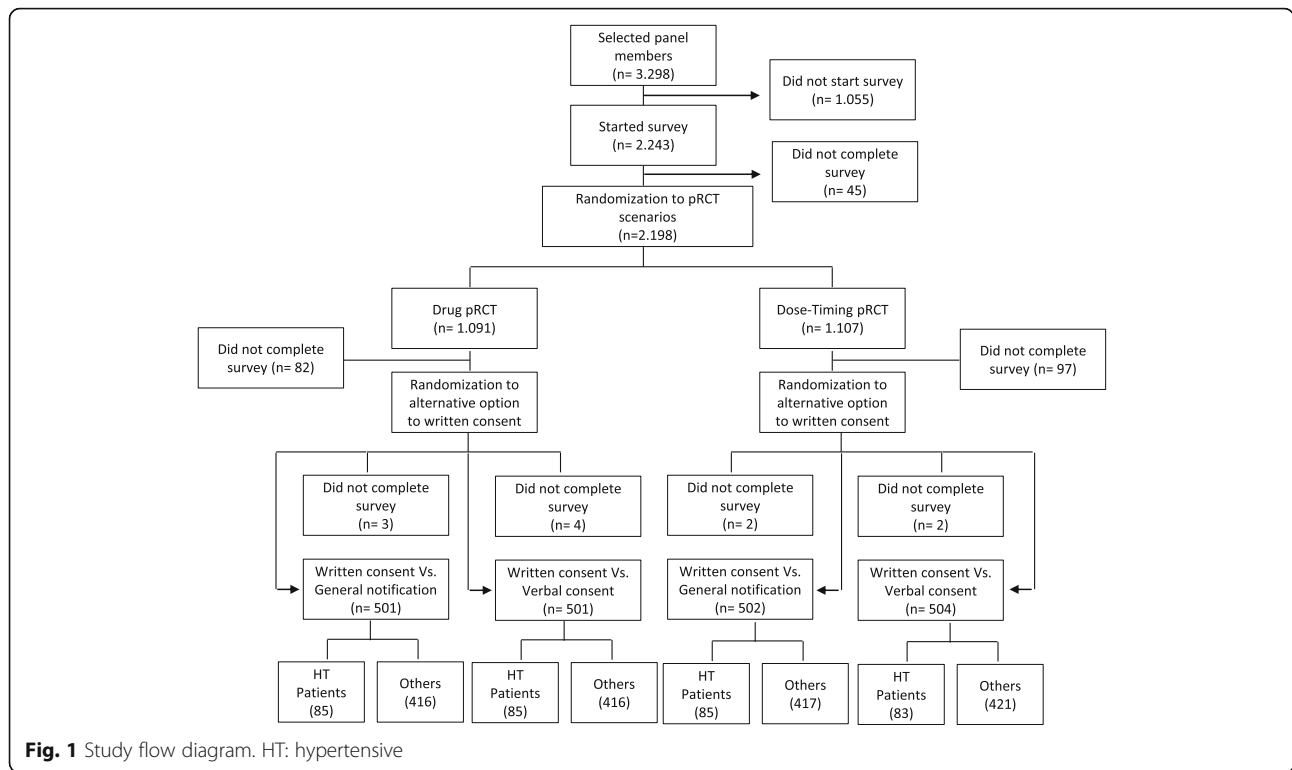 Selected panel
members
(n= 3.298)
Did not start survey
(n= 1.055)
Started survey
(n= 2.243)
Did not complete
survey
(n= 45)
Randomization to pRCT
scenarios
(n=2.198)
Drug pRCT
(n= 1.091)
Dose-Timing pRCT
(n= 1.107)
Did not complete
survey (n= 82)
Did not complete
survey (n= 97)
Randomization to
alternative option
to written consent
Randomization to
alternative option
to written consent
Did not complete
survey
(n= 3)
Did not complete
survey
(n= 4)
Did not complete
survey
(n= 2)
Did not complete
survey
(n= 2)
Written consent Vs.
General notification
(n= 501)
Written consent Vs.
Verbal consent
(n= 501)
Written consent Vs.
General notification
(n= 502)
Written consent Vs.
Verbal consent
(n= 504)
HT
Patients
(85)
Others
(416)
HT
Patients
(85)
Others
(416)
HT
Patients
(85)
Others
(417)
HT
Patients
(83)
Others
(421)
Fig. 1 Study flow diagram. HT: hypertensive